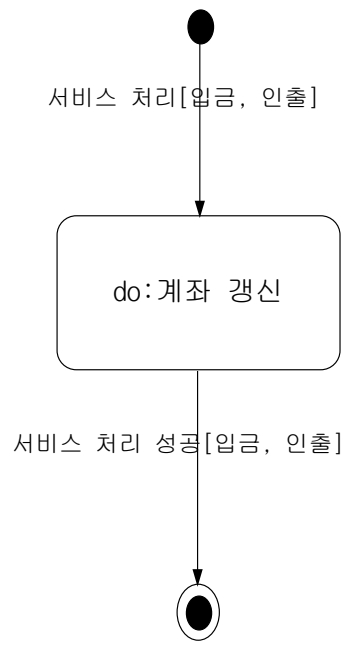 서비스 처리[입금, 인출]
do:계좌 갱신
서비스 처리 성공[입금, 인출]